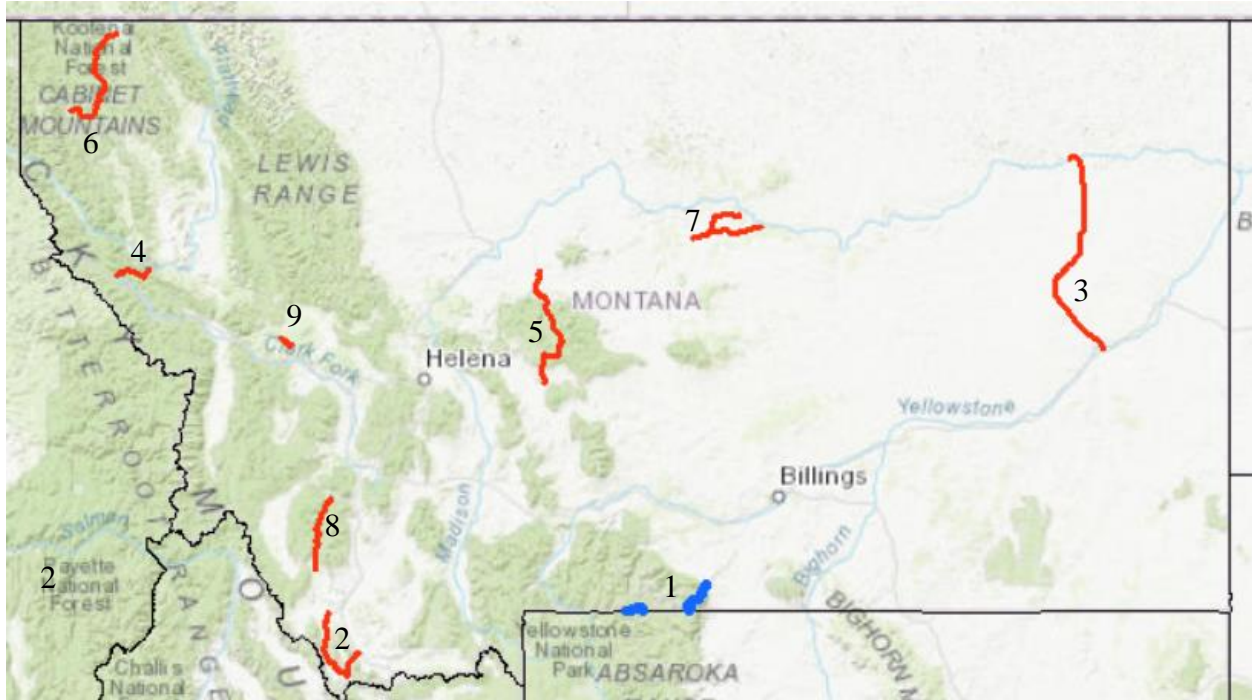 Kootenai
National
Forest
CABINET
MOUNTAINS
6
Flathead
LEWIS
RANGE
4
7
3
MONTANA
5
9
Clark Fork
Helena
BITTERROOT RANGE
Yellowstone
Billings
Madison
Bighorn
8
Salmon
Payette
National
Forest
2
1
2
Yellowstone
National
Park
ABSAROKA
BIGHORN M
Challis
National
C
K
Y
M
O
U
B